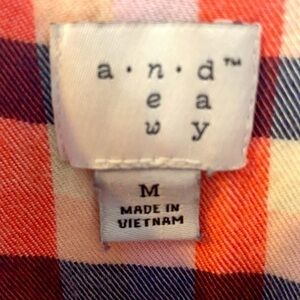 a · n · d™
e a
w y
M
MADE IN
VIETNAM